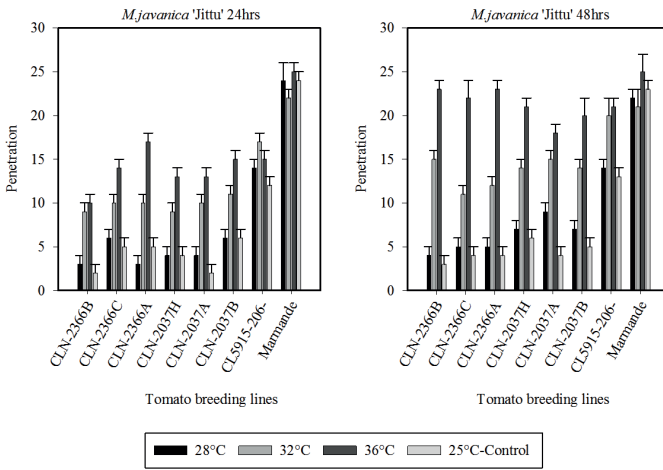 M.javanica 'Jittu' 24hrs
30
25
20
15
10
5
0
Penetration
CLN-2366B
CLN-2366C
CLN-2366A
CLN-2037H
CLN-2037A
CLN-2037B
CL5915-206-
Marmande
Tomato breeding lines
M.javanica 'Jittu' 48hrs
30
25
20
15
10
5
0
Penetration
CLN-2366B
CLN-2366C
CLN-2366A
CLN-2037H
CLN-2037A
CLN-2037B
CL5915-206-
Marmande
Tomato breeding lines
28°C
32°C
36°C
25°C-Control